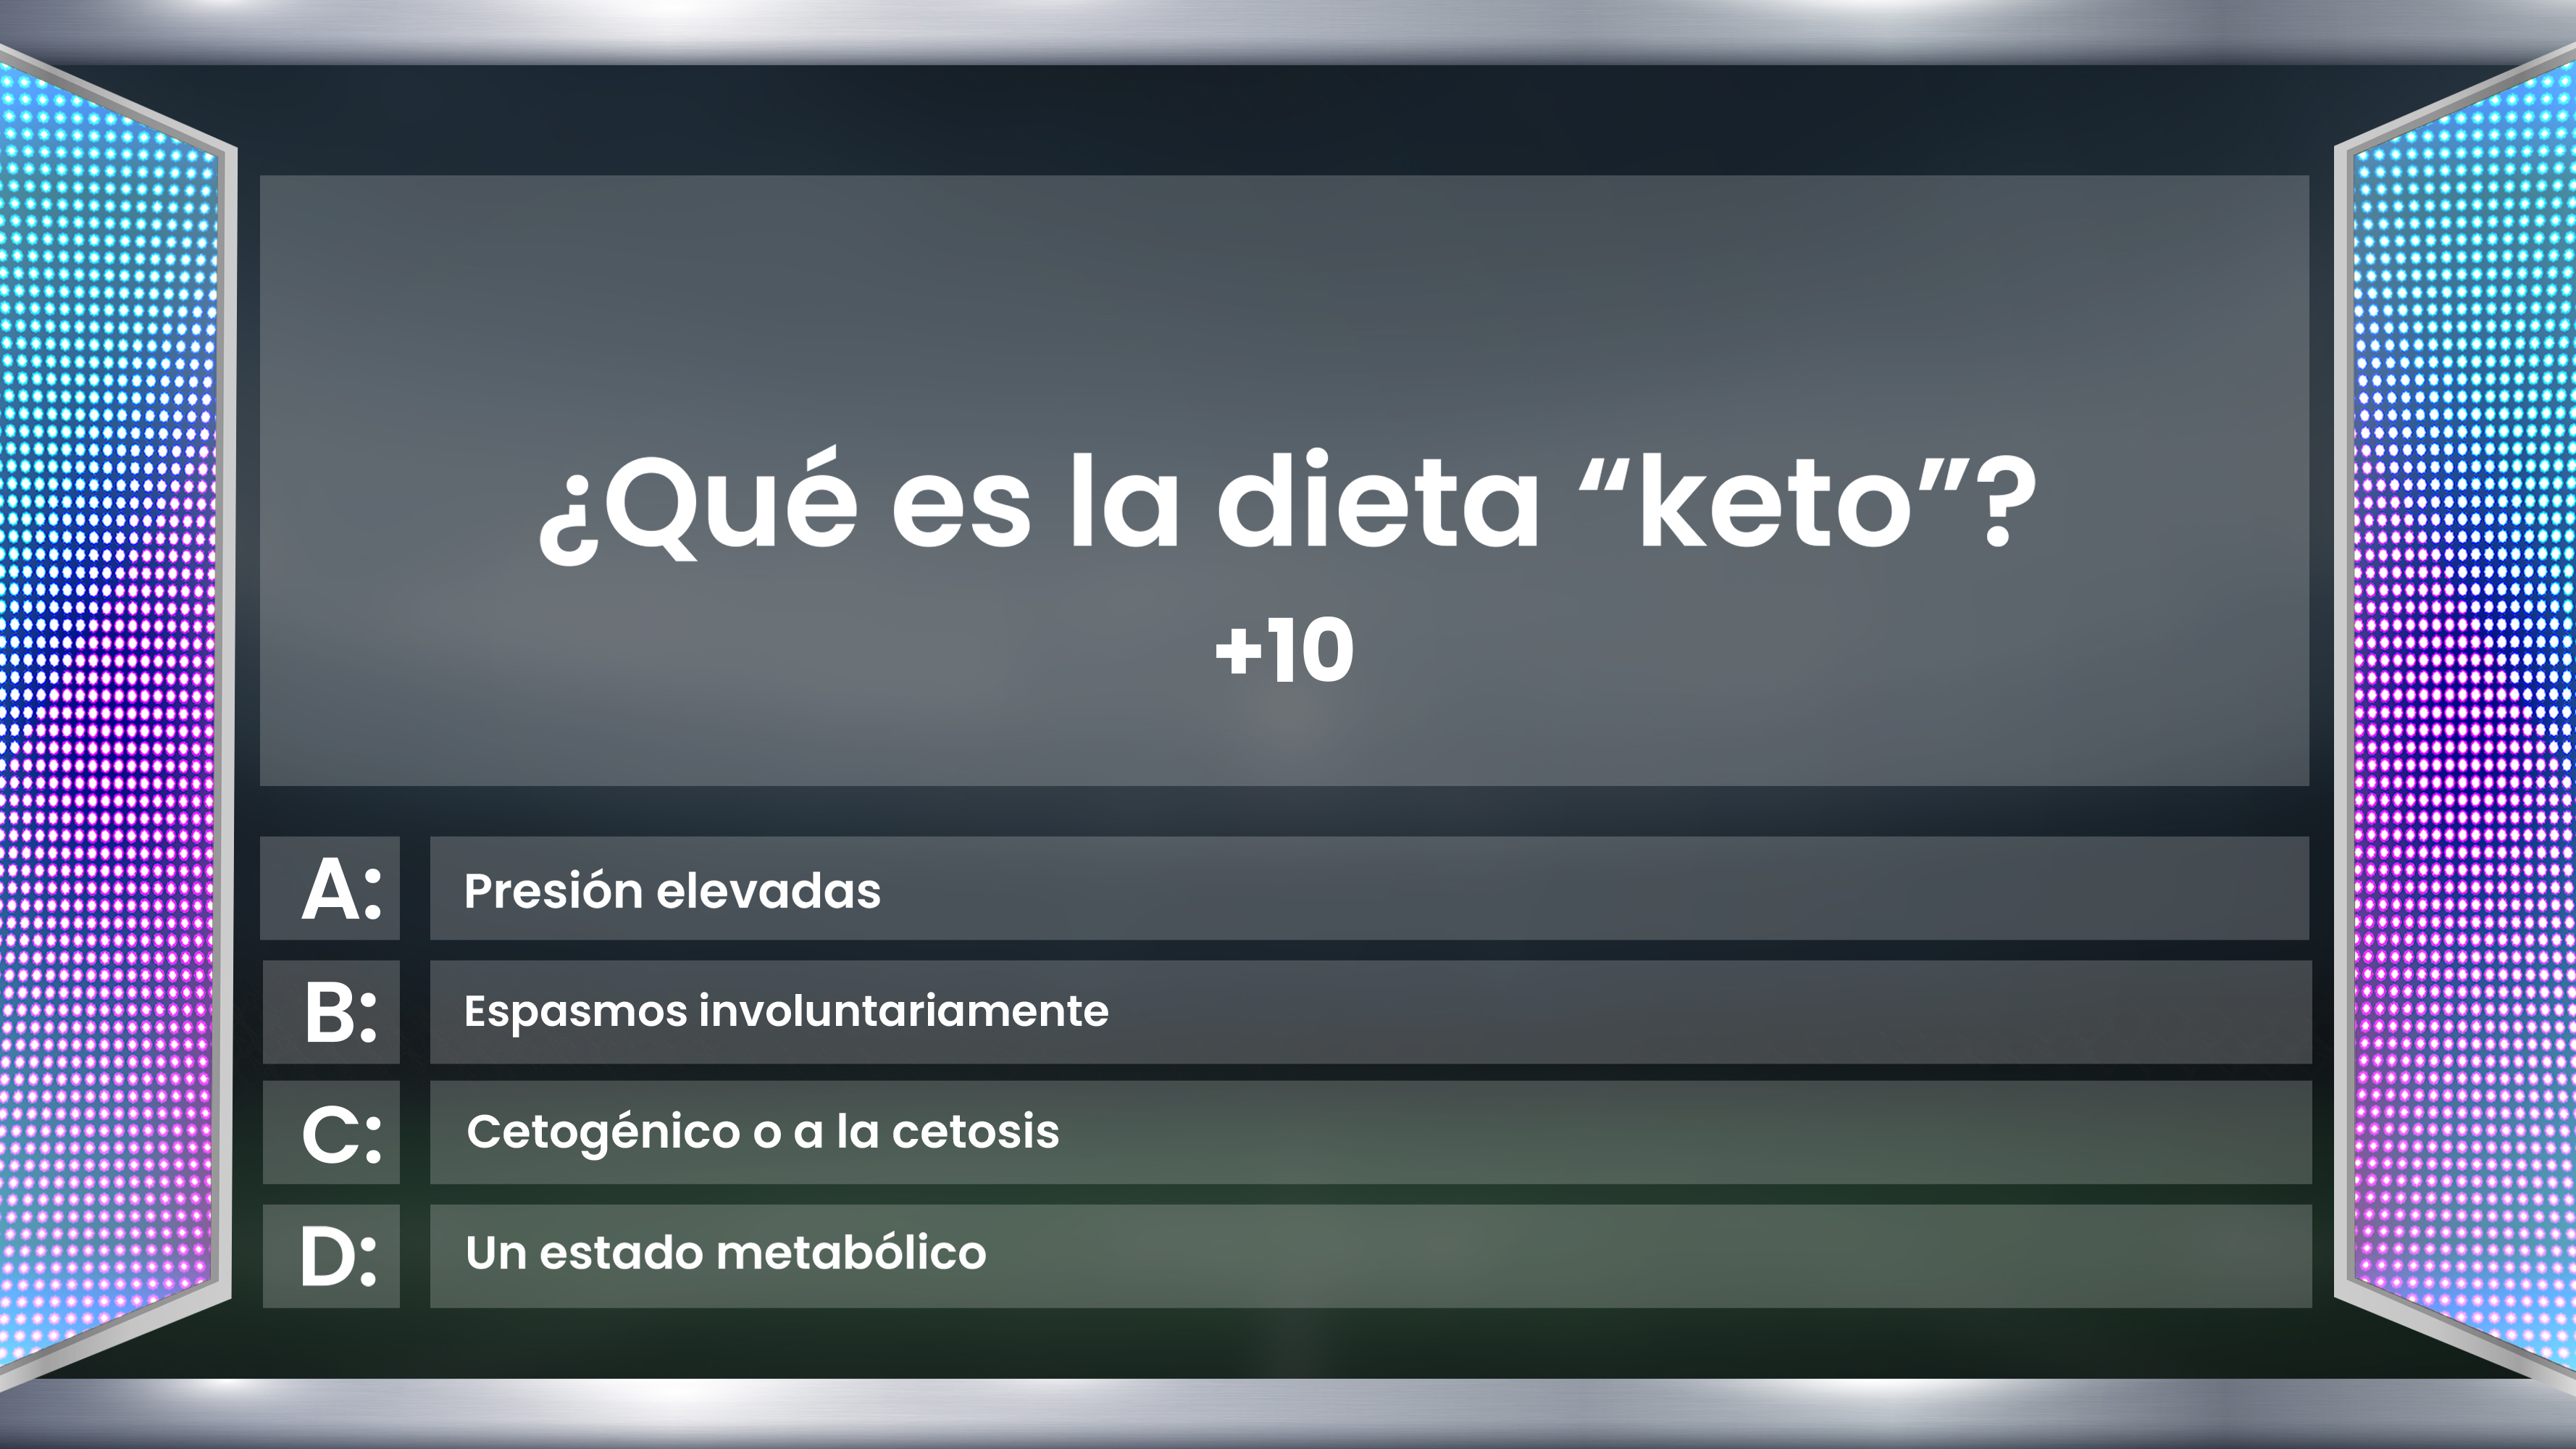 ¿Qué es la dieta “keto”?
+10
A: Presión elevadas
B: Espasmos involuntariamente
C: Cetogénico o a la cetosis
D: Un estado metabólico